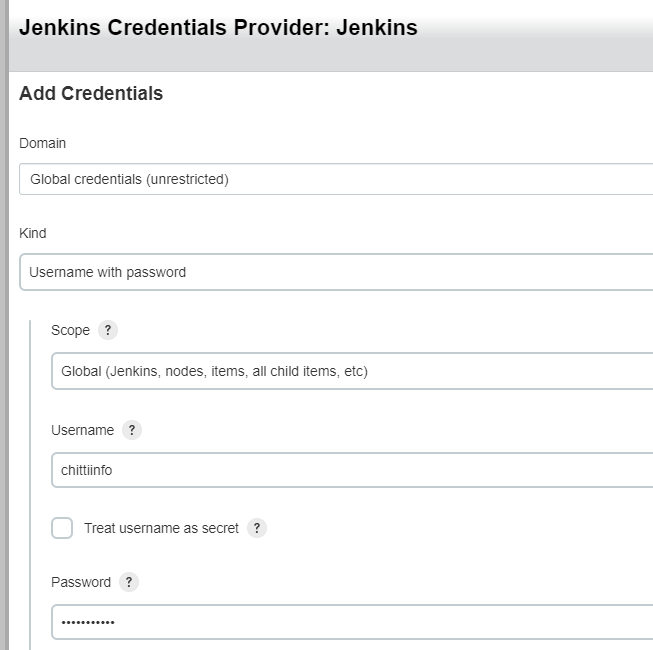 Jenkins Credentials Provider: Jenkins
Add Credentials
Domain
Global credentials (unrestricted)
Kind
Username with password
Scope ?
Global (Jenkins, nodes, items, all child items, etc)
Username ?
chittiinfo
Treat username as secret ?
Password ?
•••••••••••